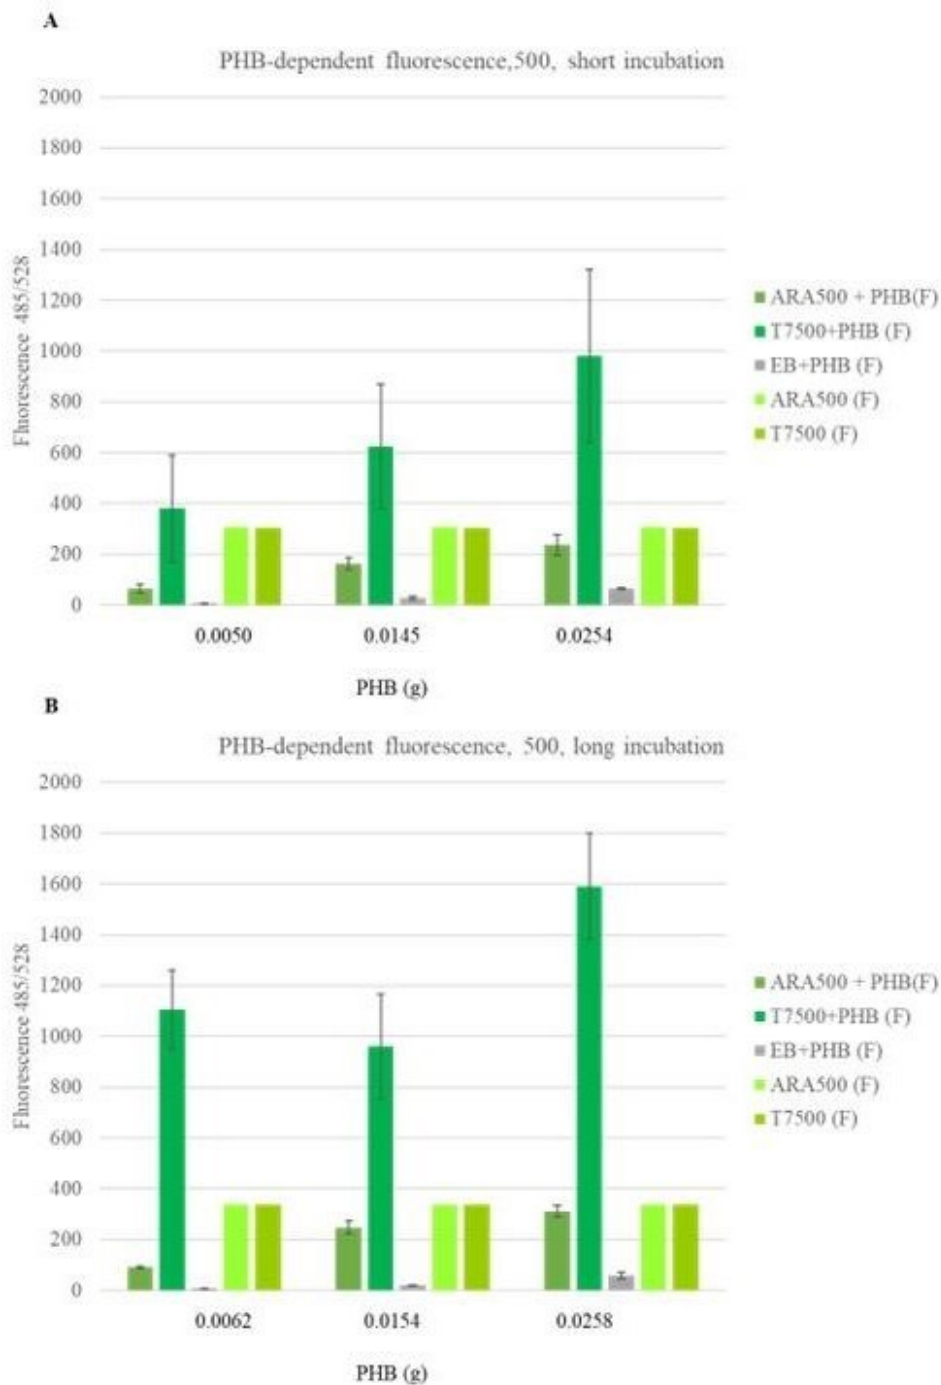 A
PHB-dependent fluorescence,500, short incubation
2000
1800
1600
1400
1200
1000
800
600
400
200
0
Fluorescence 485/528
0.0050 0.0145 0.0254
PHB (g)
ARA500 + PHB(F)
T7500+PHB (F)
EB+PHB (F)
ARA500 (F)
T7500 (F)
B
PHB-dependent fluorescence, 500, long incubation
2000
1800
1600
1400
1200
1000
800
600
400
200
0
Fluorescence 485/528
0.0062 0.0154 0.0258
PHB (g)
ARA500 + PHB(F)
T7500+PHB (F)
EB+PHB (F)
ARA500 (F)
T7500 (F)